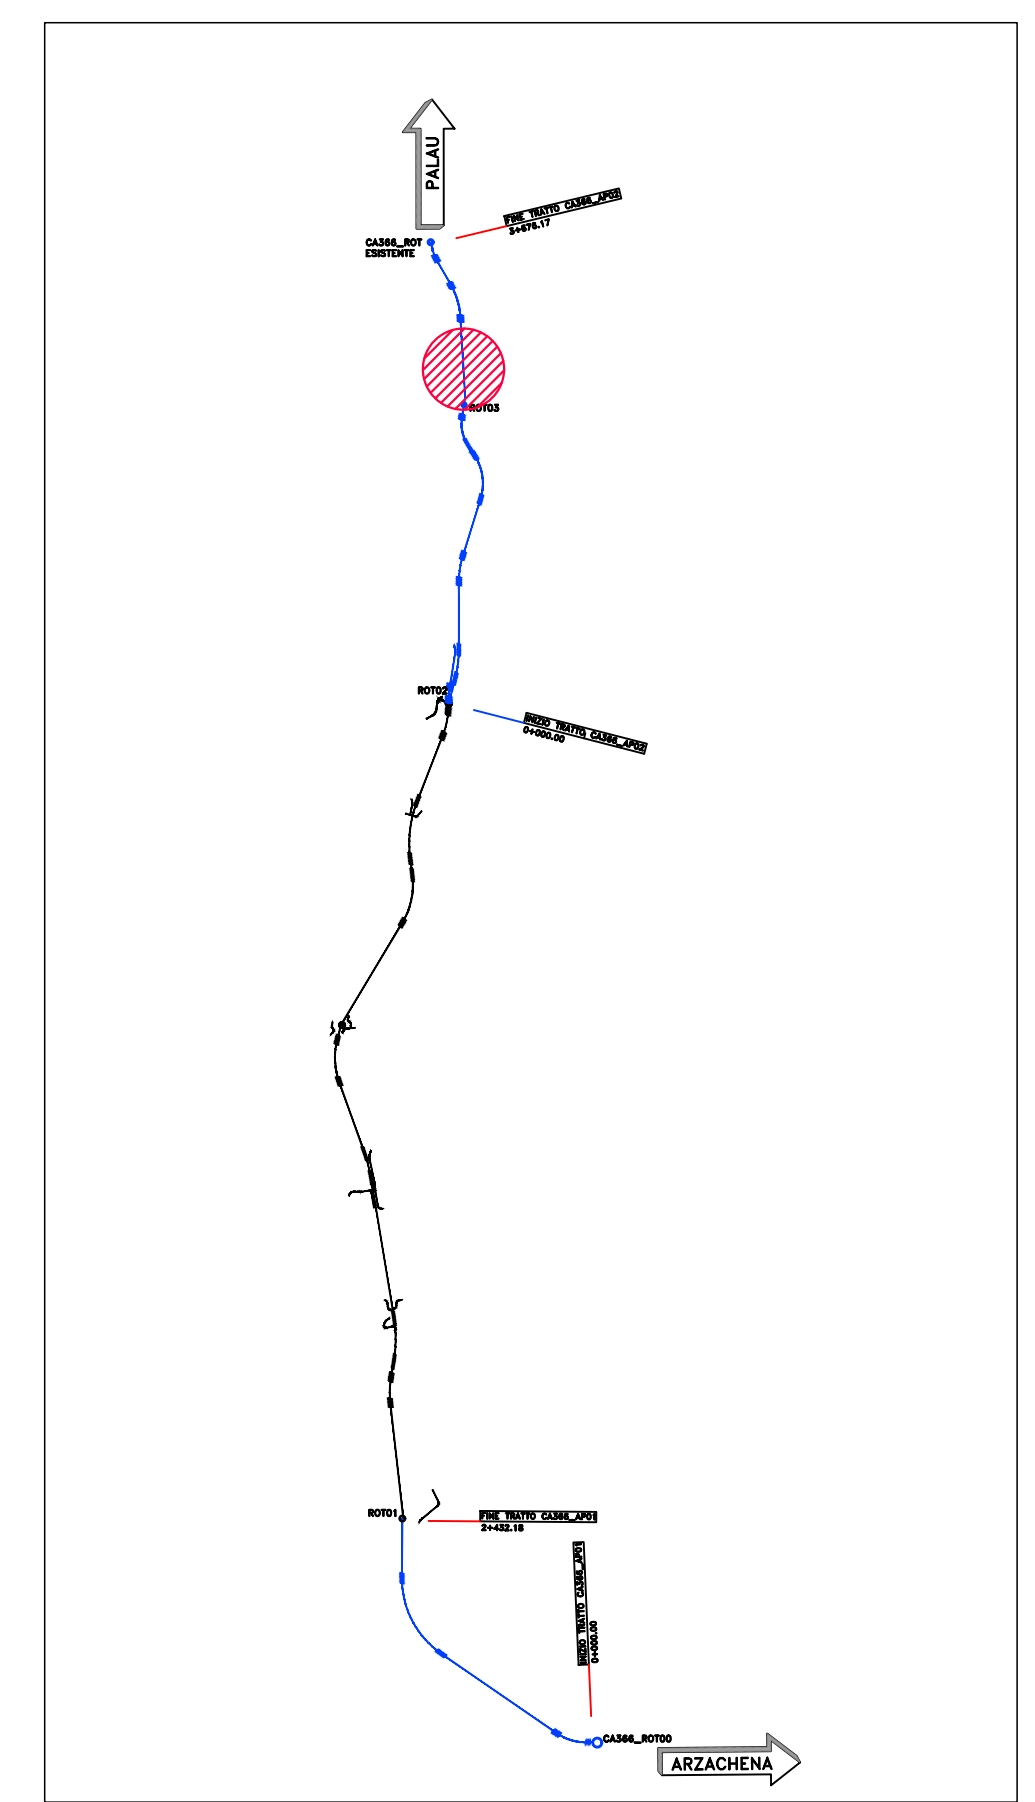 PALAU
FINE TRATTO CA366_AP02
3+676.17
CA366_ROT
ESISTENTE
ROT03
ROT02
INIZIO TRATTO CA366_AP02
0+000.00
ROT01
FINE TRATTO CA366_AP01
2+432.18
INIZIO TRATTO CA366_AP01
0+000.00
CA366_ROT00
ARZACHENA